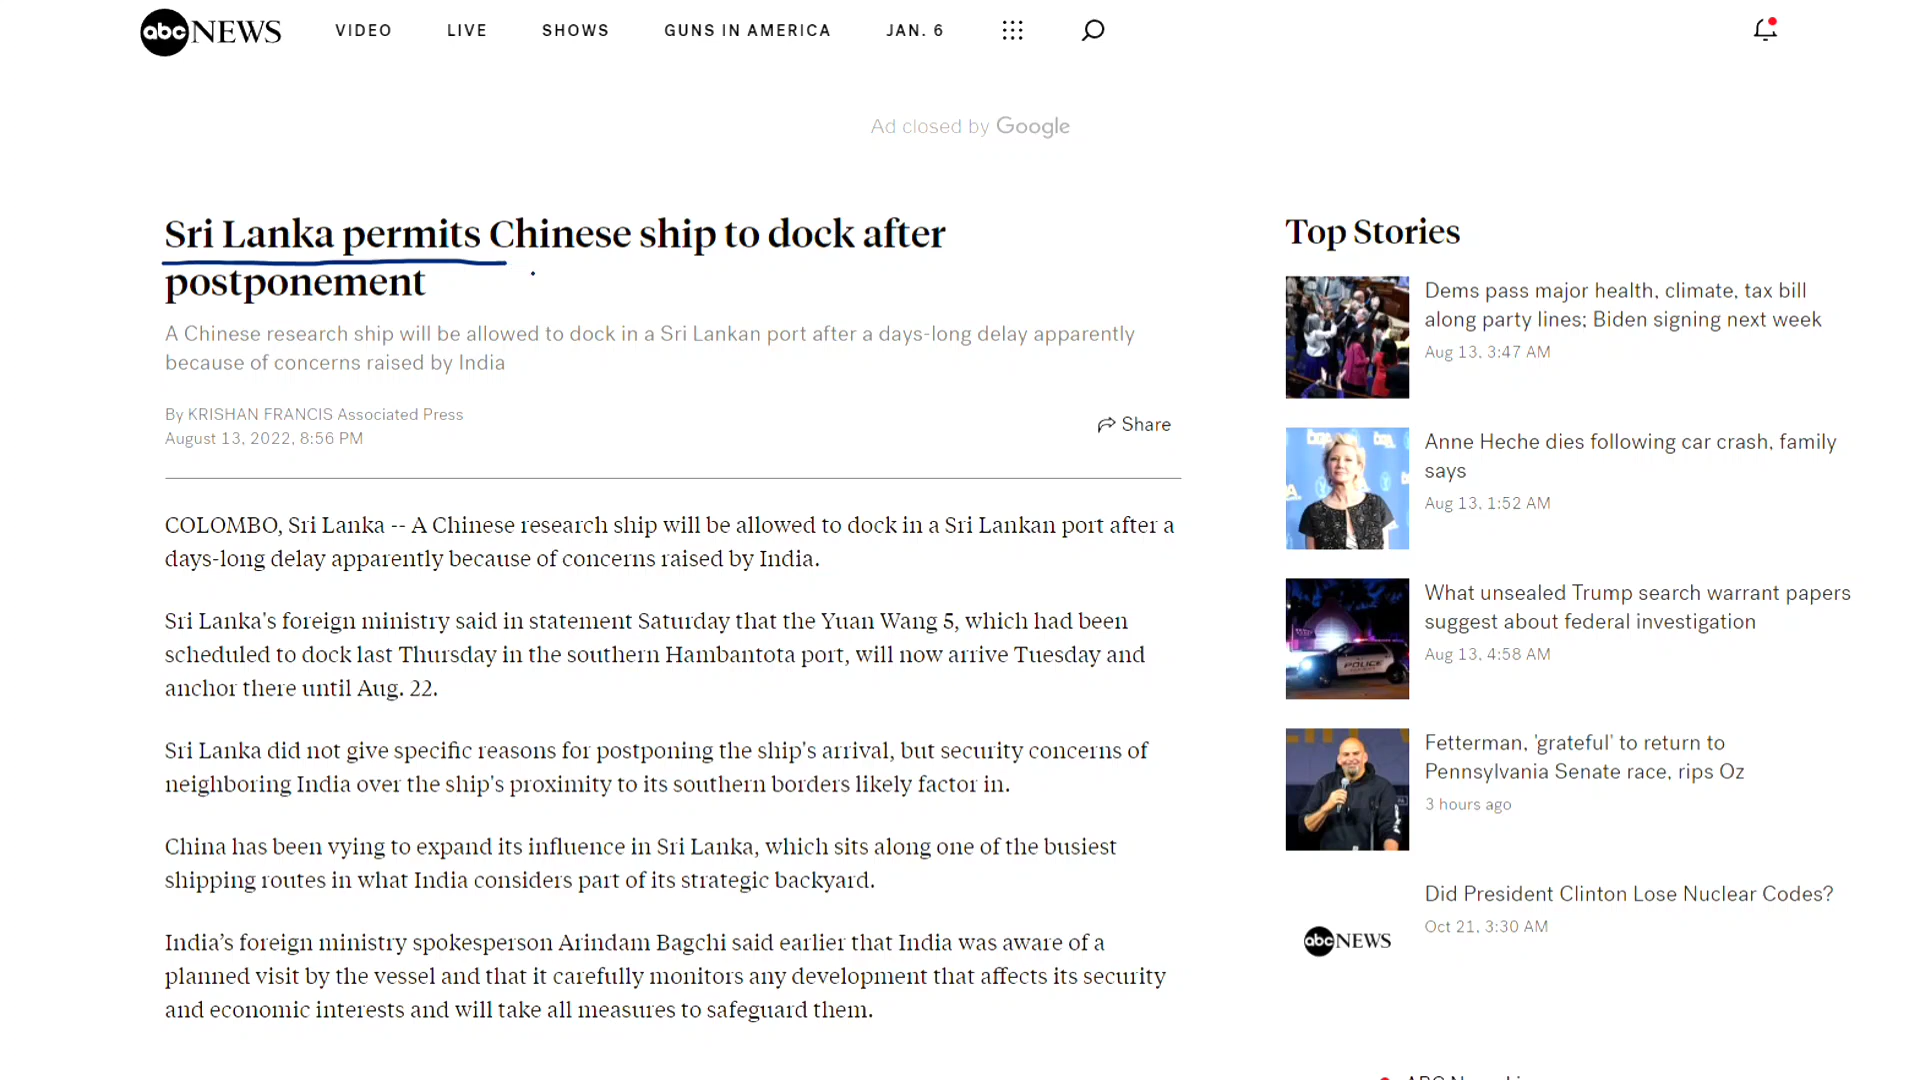 abc NEWS VIDEO LIVE SHOWS GUNS IN AMERICA JAN. 6
Ad closed by Google
Sri Lanka permits Chinese ship to dock after
postponement
A Chinese research ship will be allowed to dock in a Sri Lankan port after a days-long delay apparently
because of concerns raised by India
By KRISHAN FRANCIS Associated Press
August 13, 2022, 8:56 PM
Share
COLOMBO, Sri Lanka -- A Chinese research ship will be allowed to dock in a Sri Lankan port after a
days-long delay apparently because of concerns raised by India.
Sri Lanka's foreign ministry said in statement Saturday that the Yuan Wang 5, which had been
scheduled to dock last Thursday in the southern Hambantota port, will now arrive Tuesday and
anchor there until Aug. 22.
Sri Lanka did not give specific reasons for postponing the ship's arrival, but security concerns of
neighboring India over the ship's proximity to its southern borders likely factor in.
China has been vying to expand its influence in Sri Lanka, which sits along one of the busiest
shipping routes in what India considers part of its strategic backyard.
India’s foreign ministry spokesperson Arindam Bagchi said earlier that India was aware of a
planned visit by the vessel and that it carefully monitors any development that affects its security
and economic interests and will take all measures to safeguard them.
Top Stories
Dems pass major health, climate, tax bill
along party lines; Biden signing next week
Aug 13, 3:47 AM
Anne Heche dies following car crash, family
says
Aug 13, 1:52 AM
What unsealed Trump search warrant papers
suggest about federal investigation
Aug 13, 4:58 AM
POLICE
Fetterman, 'grateful' to return to
Pennsylvania Senate race, rips Oz
3 hours ago
Did President Clinton Lose Nuclear Codes?
Oct 21, 3:30 AM
abc NEWS